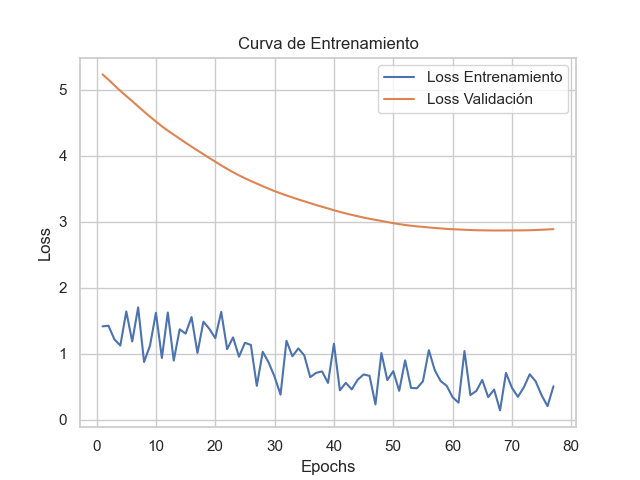 Curva de Entrenamiento
Loss Entrenamiento
Loss Validación
5
4
3
2
1
0
Loss
0 10 20 30 40 50 60 70 80
Epochs